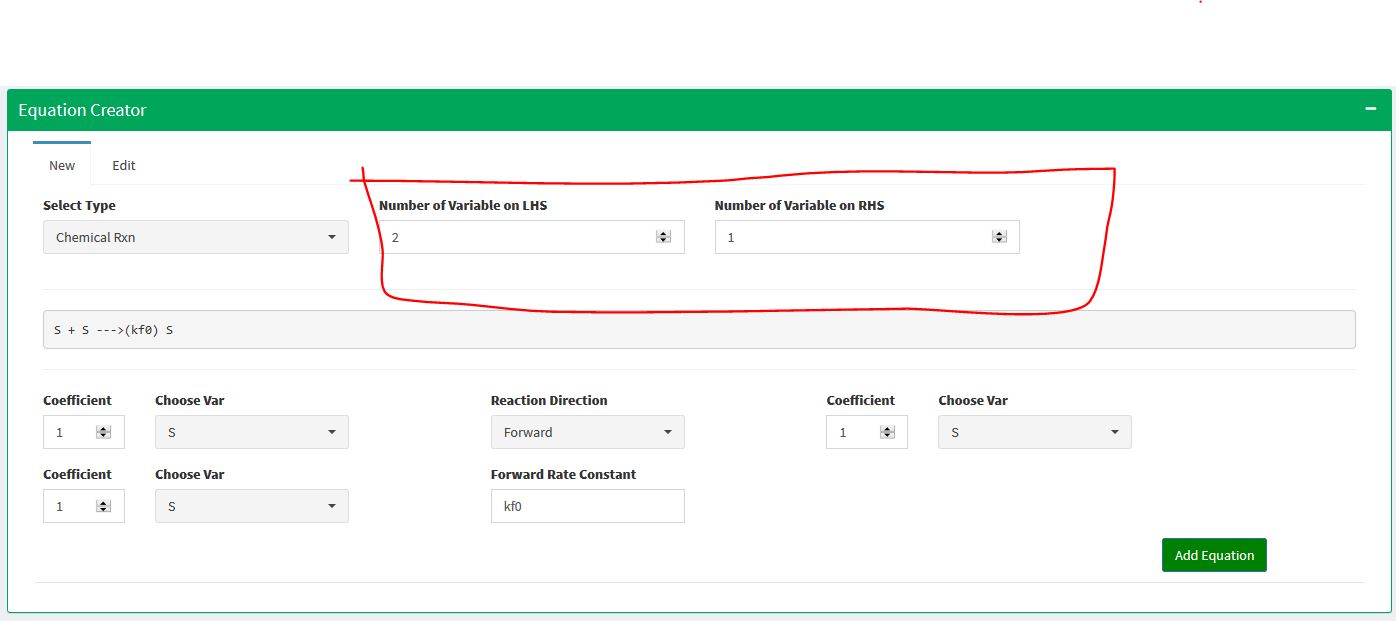 Equation Creator
New Edit
Select Type Number of Variable on LHS Number of Variable on RHS
Chemical Rxn 2 1
S + S --->(kf0) S
Coefficient Choose Var Reaction Direction Coefficient Choose Var
1 S Forward 1 S
Coefficient Choose Var Forward Rate Constant
1 S kf0
Add Equation